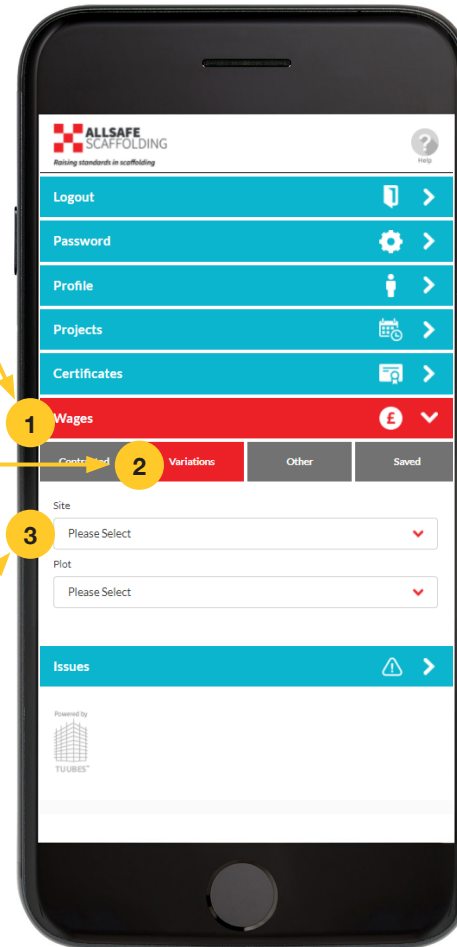 ALLSAFE
SCAFFOLDING
Raising standards in scaffolding
Help
Logout
Password
Profile
Projects
Certificates
1
Wages
£
2
Variations
Other
Saved
Site
3
Please Select
Plot
Please Select
Issues
Powered by
TUUBES™